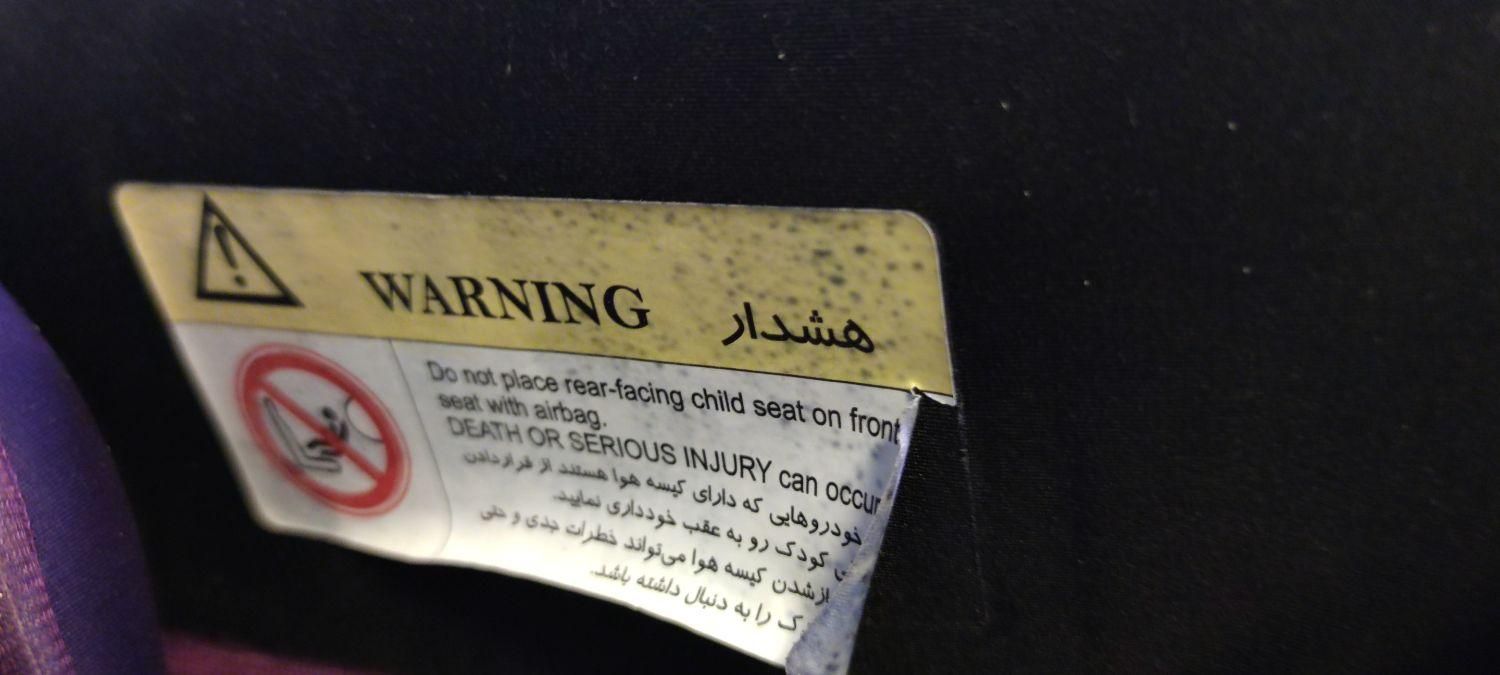 WARNING هشدار
Do not place rear-facing child seat on front
seat with airbag.
DEATH OR SERIOUS INJURY can occur
خودروهایی که دارای کیسه هوا هستند از قراردادن
کودک رو به عقب خودداری نمایید.
بازشدن کیسه هوا می‌تواند خطرات جدی و حتی
را به دنبال داشته باشد.